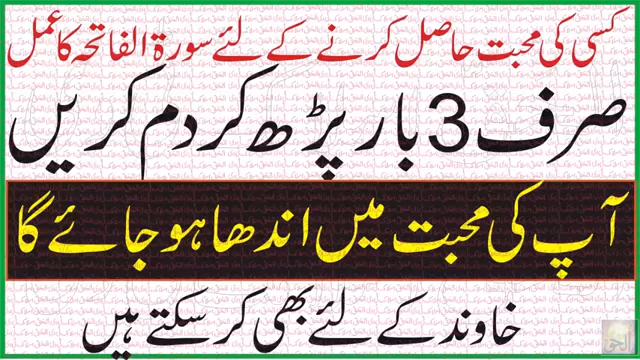 کسی کی محبت حاصل کرنے کے لئے سورۃ الفاتحہ کا عمل
صرف 3 بار پڑھ کر دم کریں
آپ کی محبت میں اندھا ہو جائے گا
خاوند کے لئے بھی کر سکتے ہیں
الحق